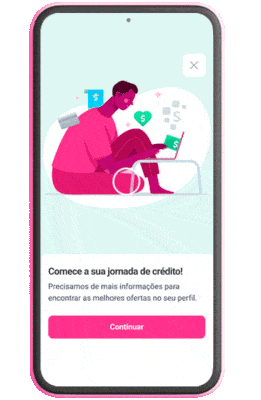 $
$
$
$
Comece a sua jornada de crédito!
Precisamos de mais informações para
encontrar as melhores ofertas no seu perfil.
Continuar